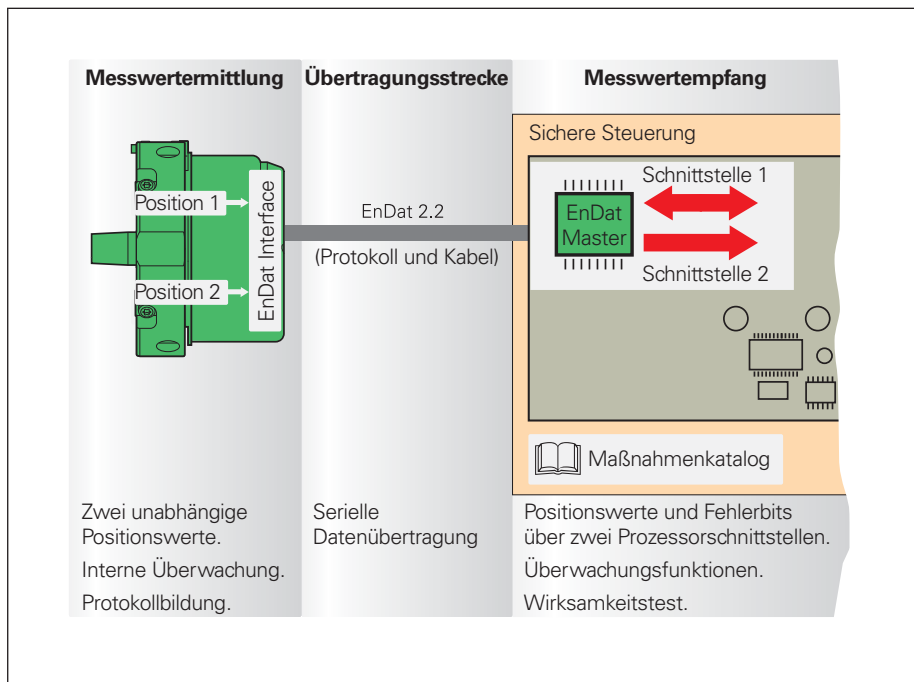 Messwertermittlung
Übertragungsstrecke
Messwertempfang
Sichere Steuerung
Position 1
Position 2
EnDat Interface
EnDat 2.2
(Protokoll und Kabel)
EnDat
Master
Schnittstelle 1
Schnittstelle 2
Maßnahmenkatalog
Zwei unabhängige
Positionswerte.
Interne Überwachung.
Protokollbildung.
Serielle
Datenübertragung
Positionswerte und Fehlerbits
über zwei Prozessorschnittstellen.
Überwachungsfunktionen.
Wirksamkeitstest.